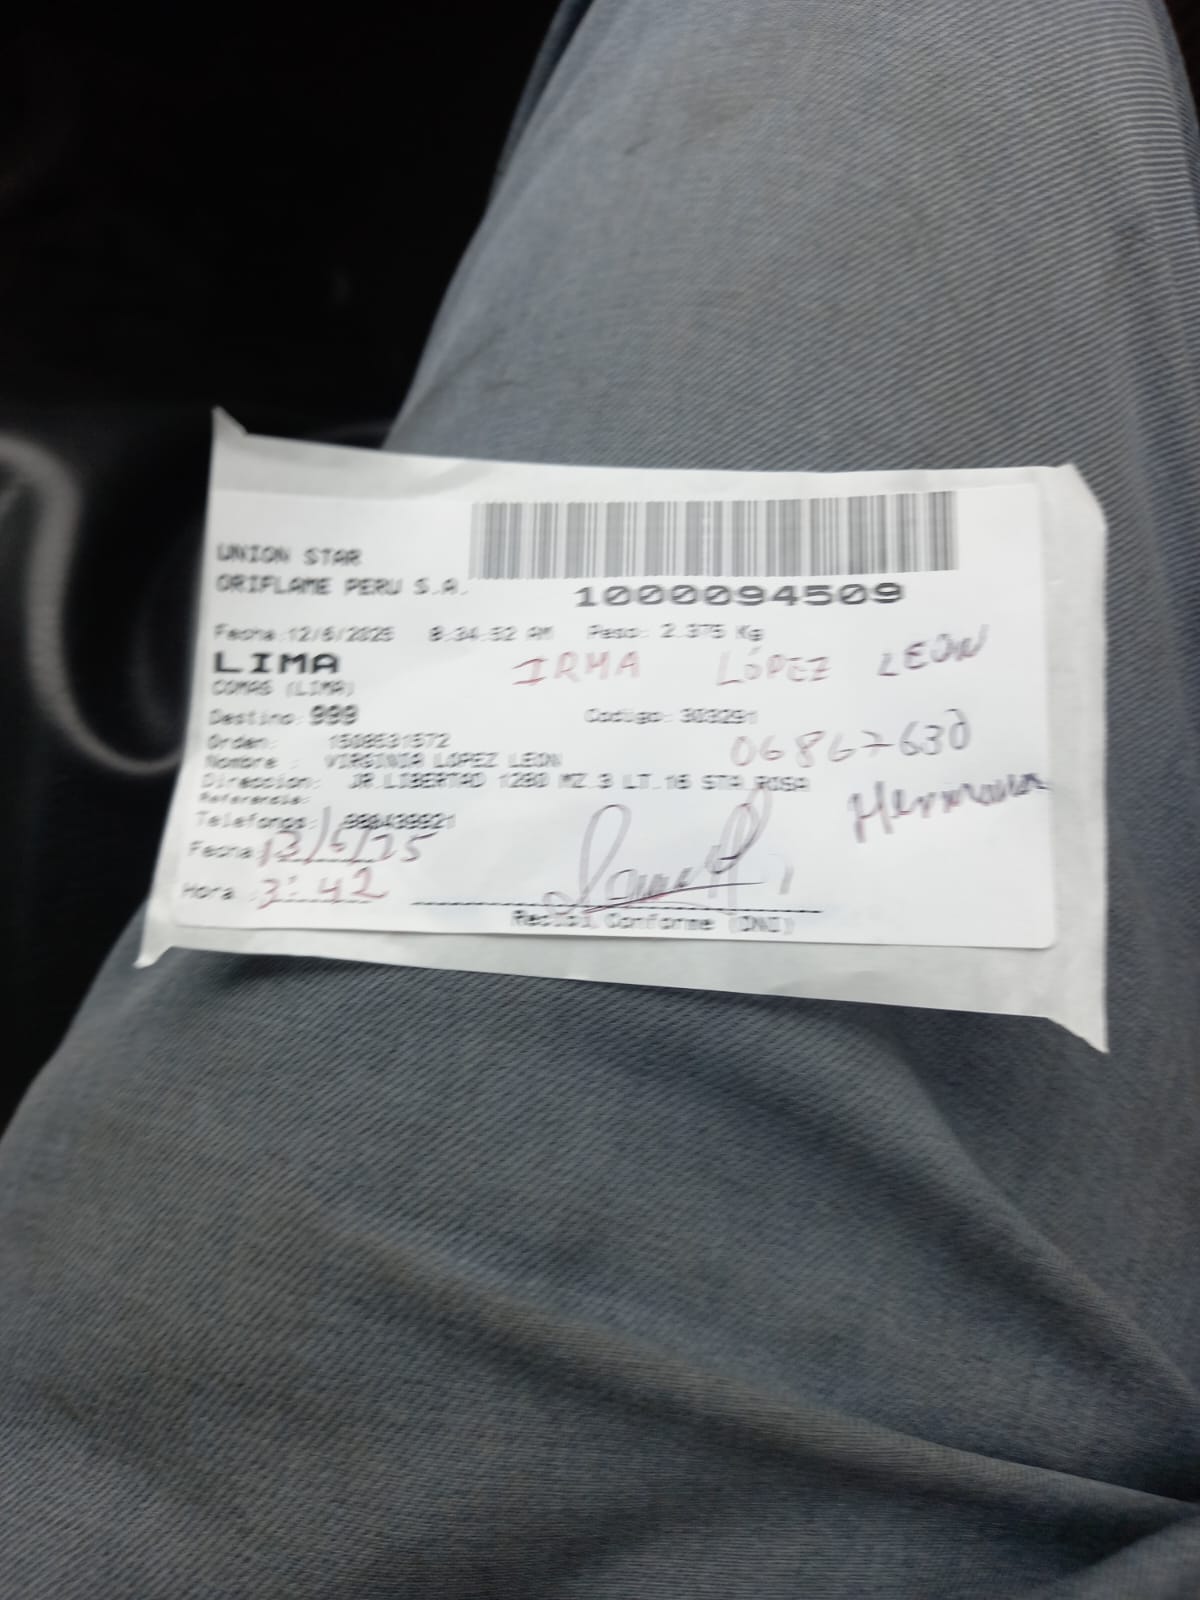 UNION STAR
ORIFLAME PERU S.A.
1000094509
Fecha:12/6/2025 8:34:52 AM Peso: 2.375 Kg
LIMA
IRMA LÓPEZ LEON
COMAS (LIMA)
Destino: 999 Codigo: 303291
Orden: 1508531572
06867630
Nombre : VIRGINIA LOPEZ LEON
Direccion: JR.LIBERTAD 1280 MZ.3 LT.16 STA.ROSA
Hermana
Referencia:
Telefonos:
Fecha 13/6/25
Hora : 3:42
Recibi Conforme (DNI)